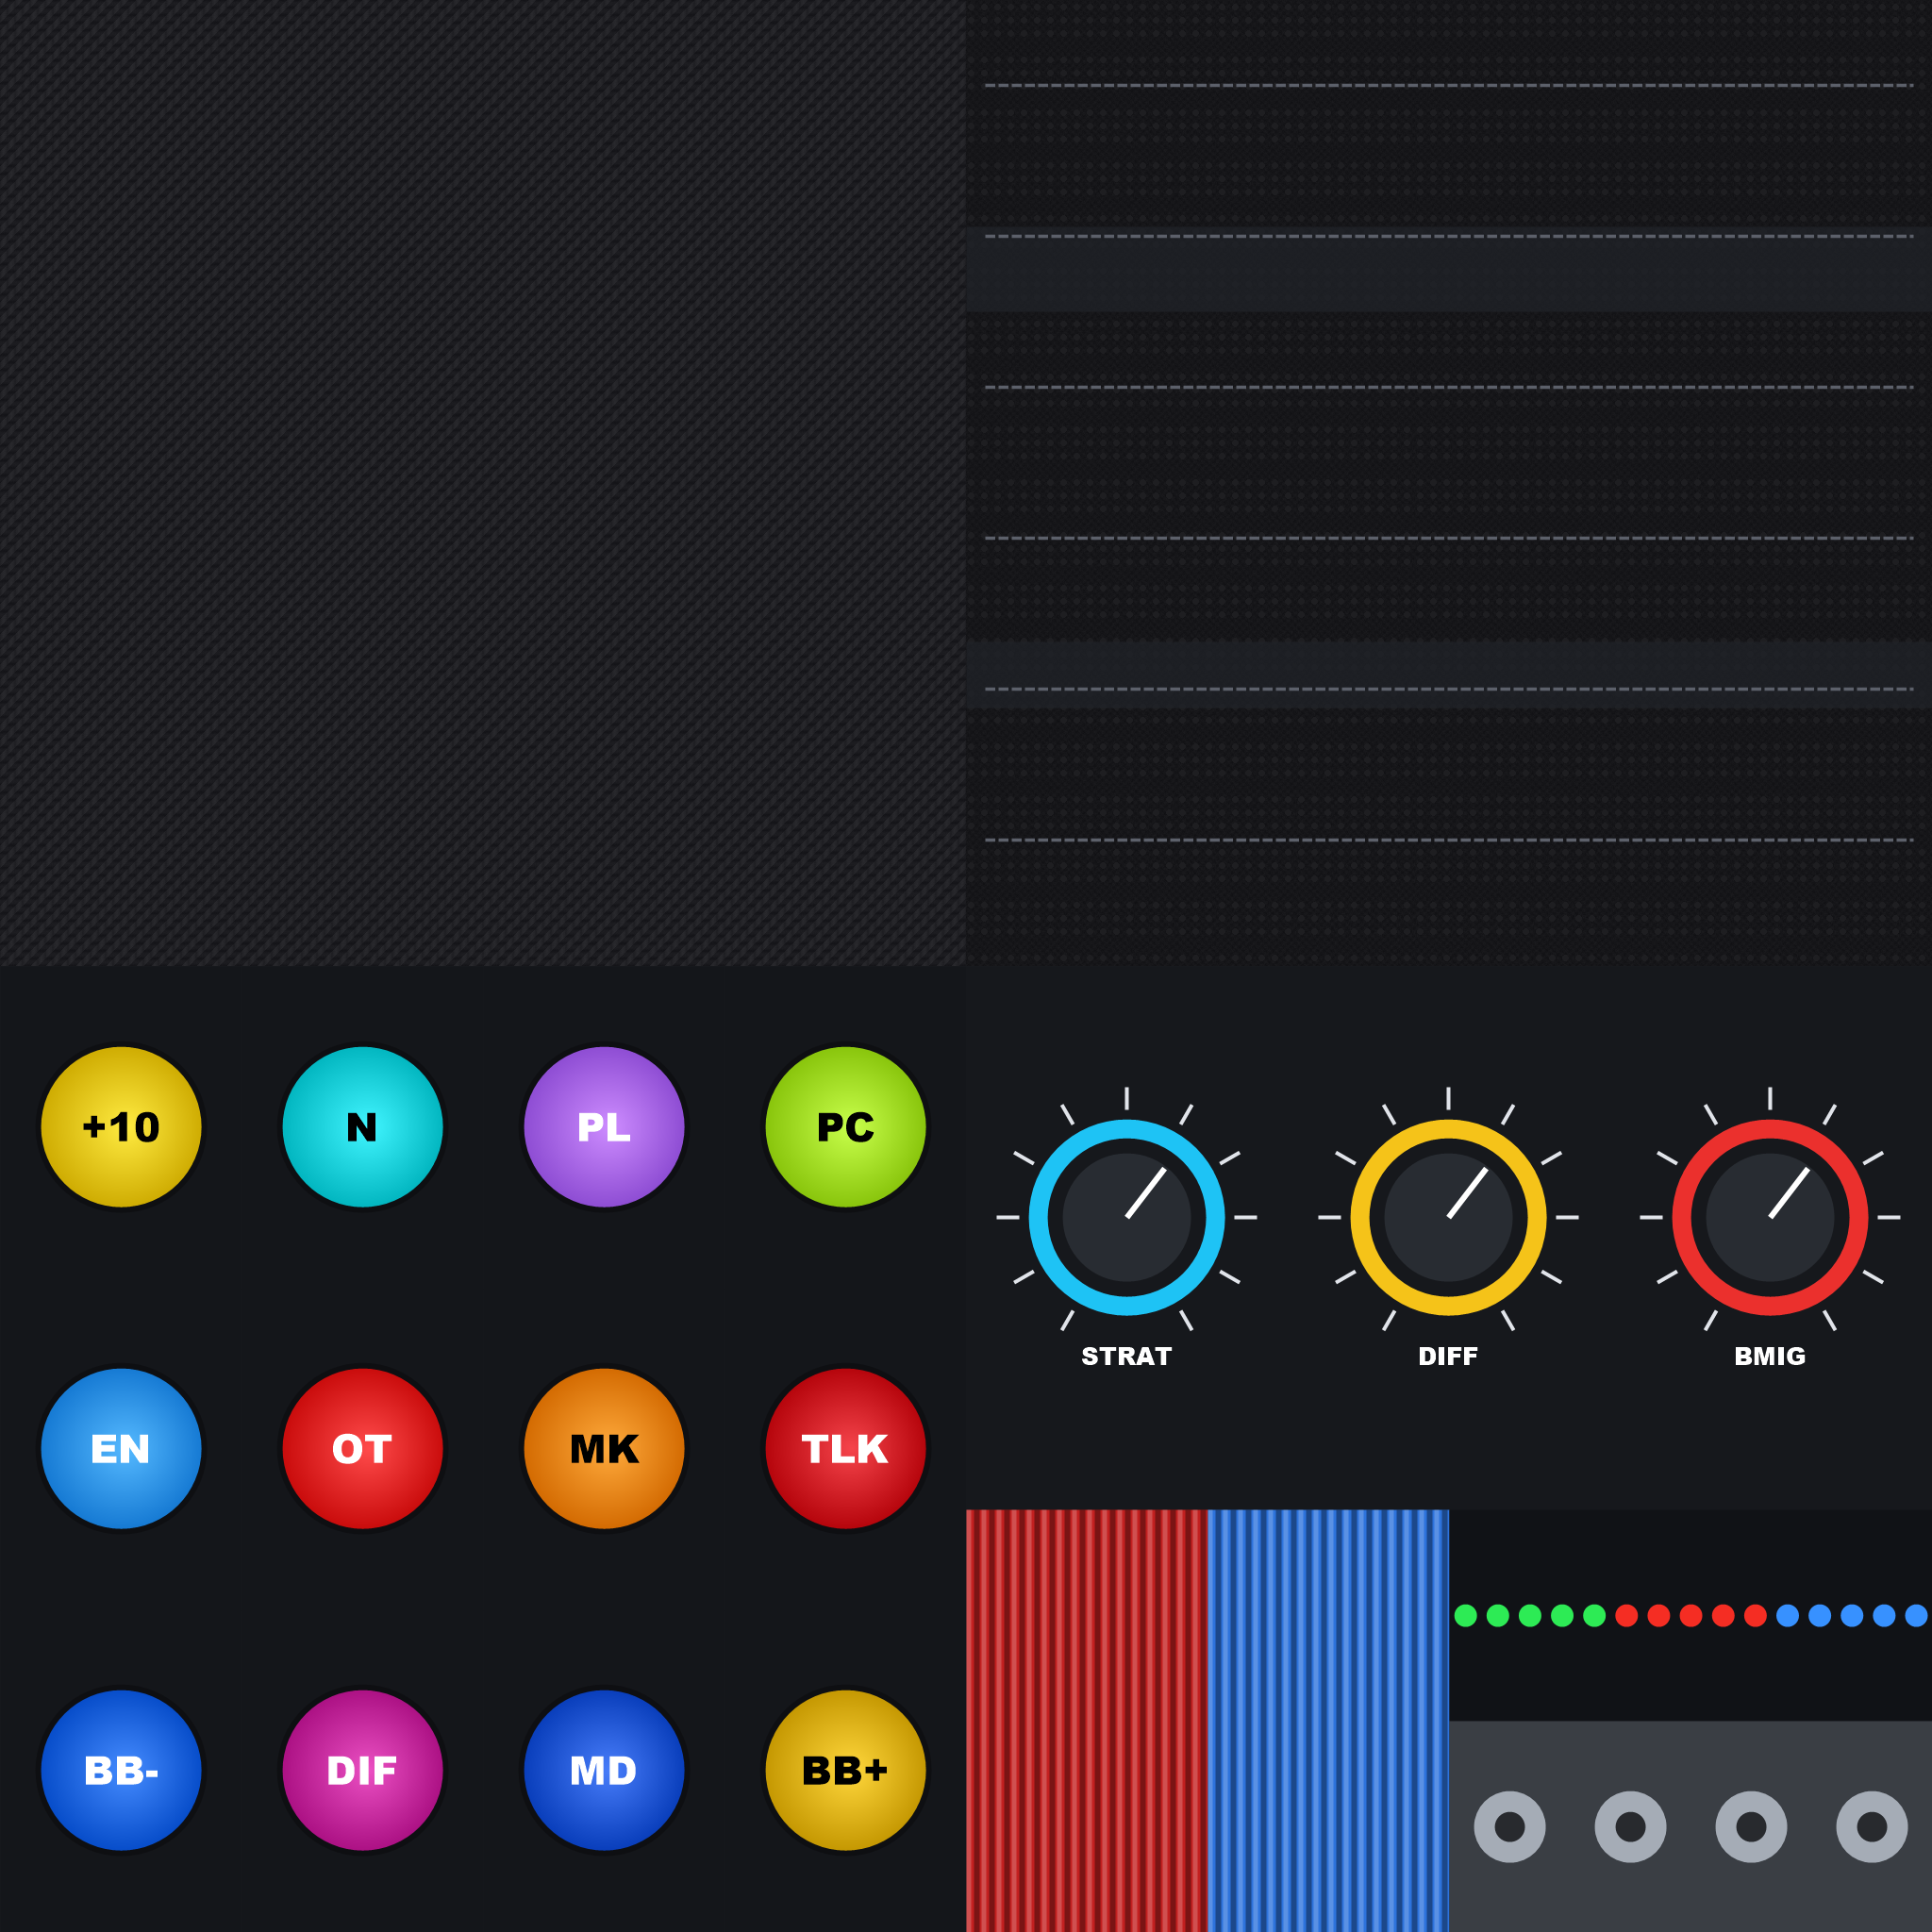 +10 N PL PC
STRAT DIFF BMIG
EN OT MK TLK
BB- DIF MD BB+